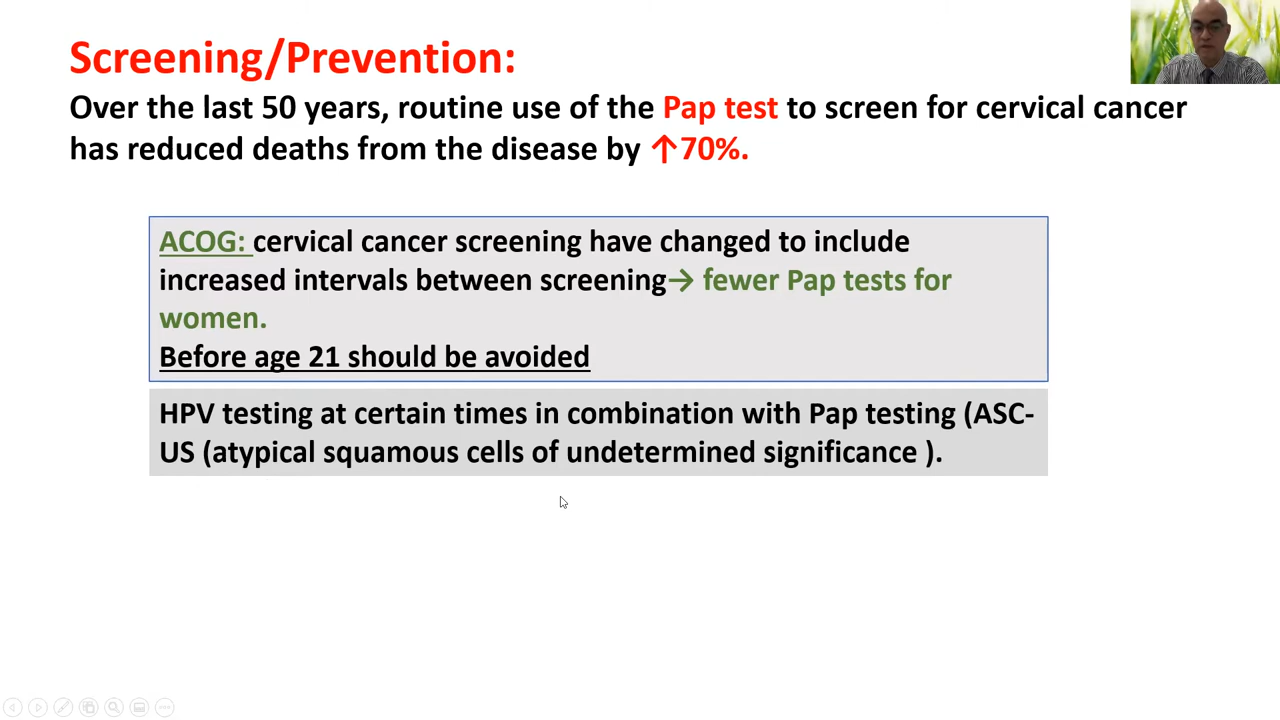 Screening/Prevention:
Over the last 50 years, routine use of the Pap test to screen for cervical cancer
has reduced deaths from the disease by ↑70%.
ACOG: cervical cancer screening have changed to include
increased intervals between screening→ fewer Pap tests for
women.
Before age 21 should be avoided
HPV testing at certain times in combination with Pap testing (ASC-
US (atypical squamous cells of undetermined significance ).